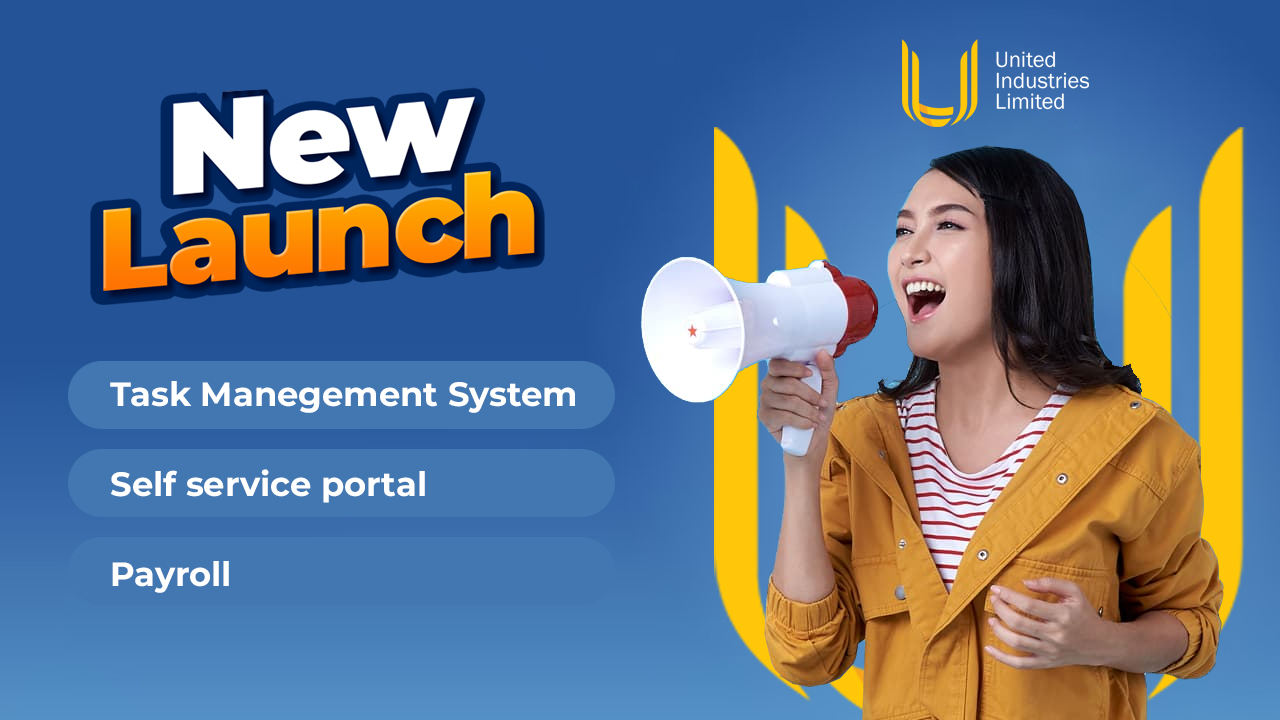 New
Launch
Task Manegement System
Self service portal
Payroll
United
Industries
Limited